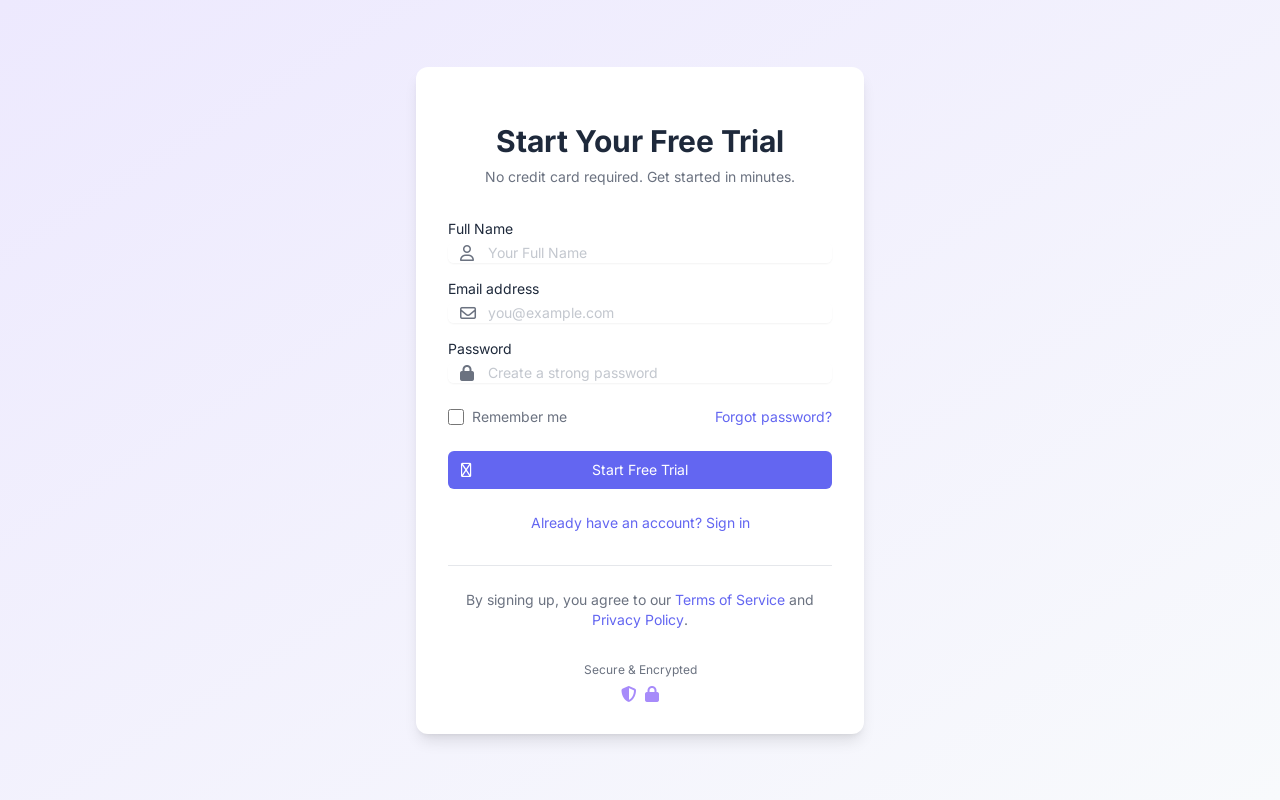 Start Your Free Trial
No credit card required. Get started in minutes.
Full Name
Your Full Name
Email address
you@example.com
Password
Create a strong password
Remember me
Forgot password?
Start Free Trial
Already have an account? Sign in
By signing up, you agree to our Terms of Service and
Privacy Policy.
Secure & Encrypted